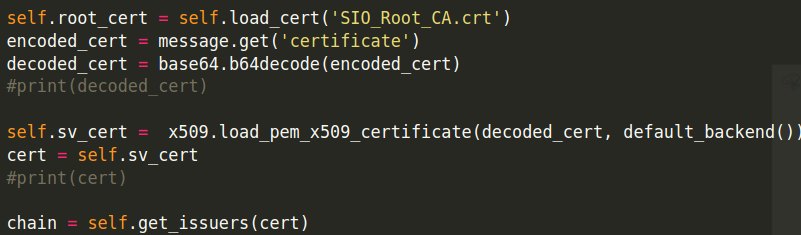 self.root_cert = self.load_cert('SIO_Root_CA.crt')
encoded_cert = message.get('certificate')
decoded_cert = base64.b64decode(encoded_cert)
#print(decoded_cert)
self.sv_cert =  x509.load_pem_x509_certificate(decoded_cert, default_backend())
cert = self.sv_cert
#print(cert)
chain = self.get_issuers(cert)